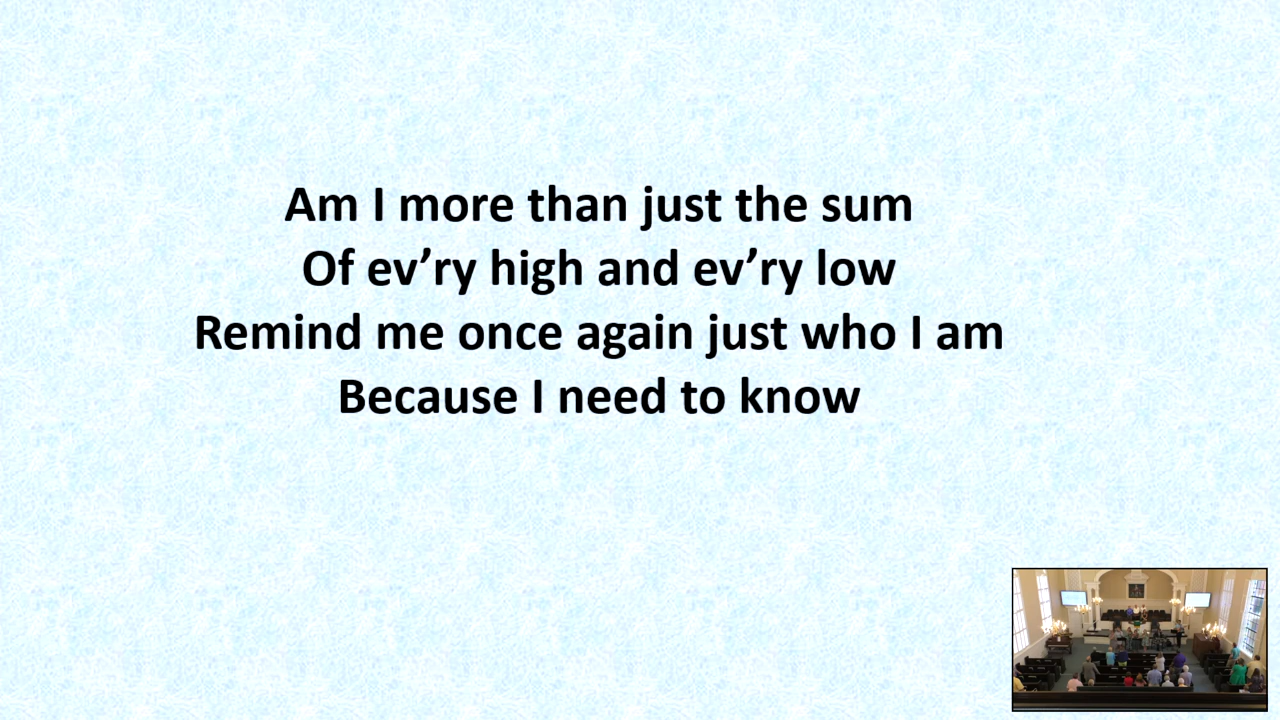 Am I more than just the sum
Of ev’ry high and ev’ry low
Remind me once again just who I am
Because I need to know